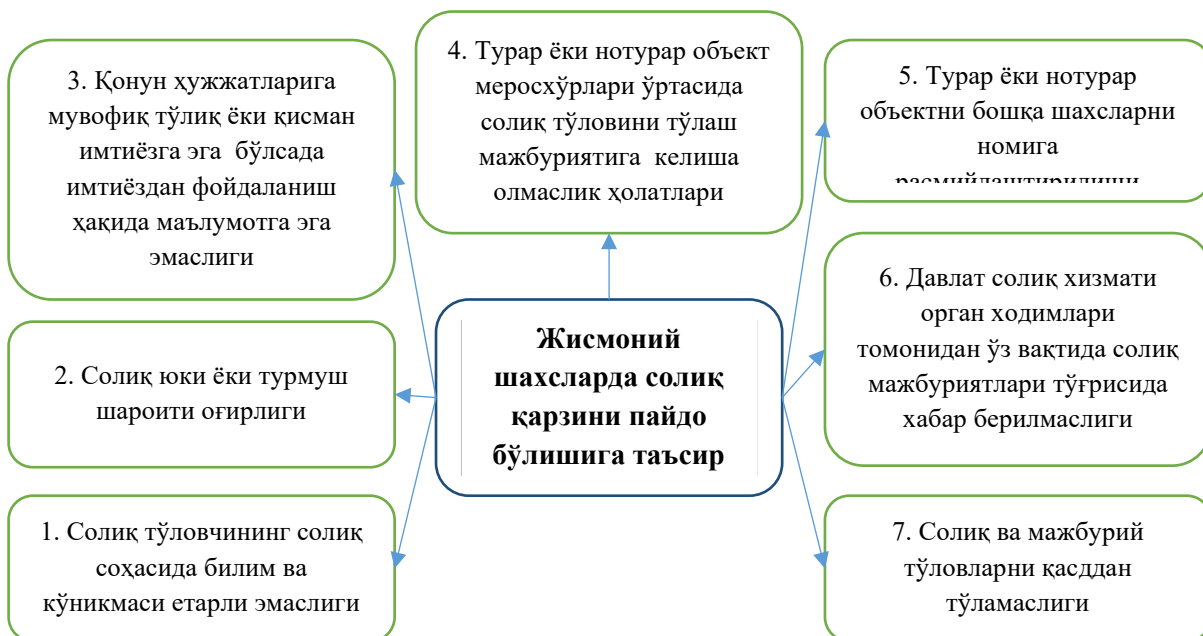 3. Қонун ҳужжатларига
мувофиқ тўлиқ ёки қисман
имтиёзга эга бўлсада
имтиёздан фойдаланиш
ҳақида маълумотга эга
эмаслиги
4. Турар ёки нотурар объект
меросхўрлари ўртасида
солиқ тўловини тўлаш
мажбуриятига келиша
олмаслик ҳолатлари
5. Турар ёки нотурар
объектни бошқа шахсларни
номига
2. Солиқ юки ёки турмуш
шароити оғирлиги
Жисмоний
шахсларда солиқ
қарзини пайдо
бўлишига таъсир
6. Давлат солиқ хизмати
орган ходимлари
томонидан ўз вақтида солиқ
мажбуриятлари тўғрисида
хабар берилмаслиги
1. Солиқ тўловчининг солиқ
соҳасида билим ва
кўникмаси етарли эмаслиги
7. Солиқ ва мажбурий
тўловларни қасддан
тўламаслиги